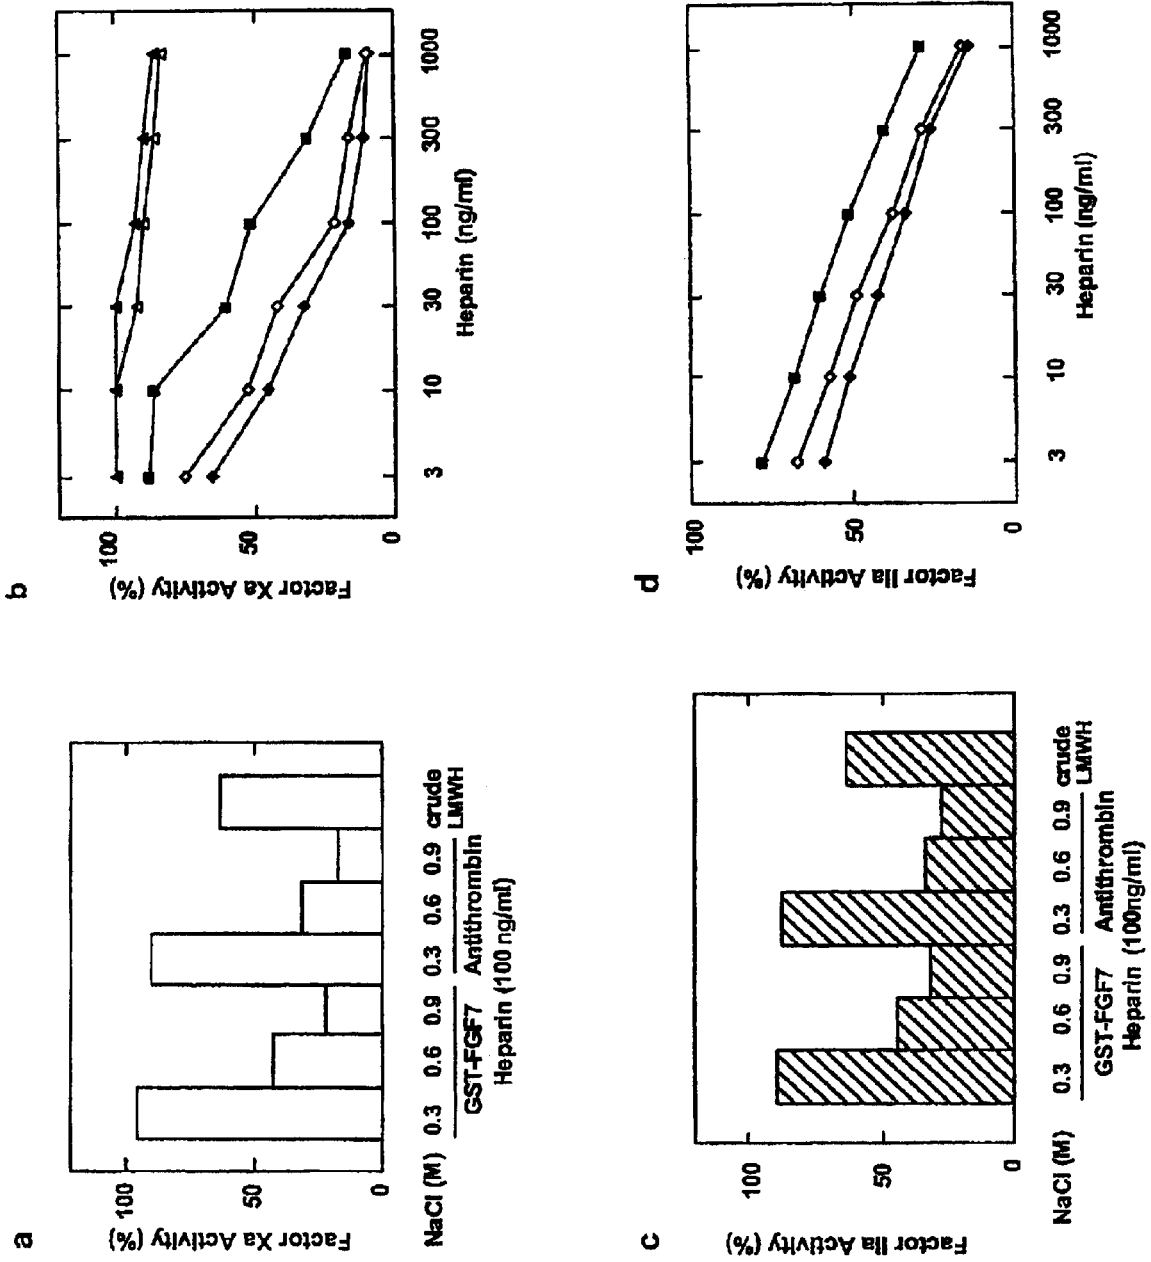 a
Factor Xa Activity (%)
100
50
0
NaCl (M)
0.3 0.6 0.9 0.3 0.6 0.9 crude
LMWH
GST-FGF7 Antithrombin
Heparin (100 ng/ml)
b
Factor Xa Activity (%)
100
50
0
3 10 30 100 300 1000
Heparin (ng/ml)
c
Factor IIa Activity (%)
100
50
0
NaCl (M)
0.3 0.6 0.9 0.3 0.6 0.9 crude
LMWH
GST-FGF7 Antithrombin
Heparin (100ng/ml)
d
Factor IIa Activity (%)
100
50
0
3 10 30 100 300 1000
Heparin (ng/ml)